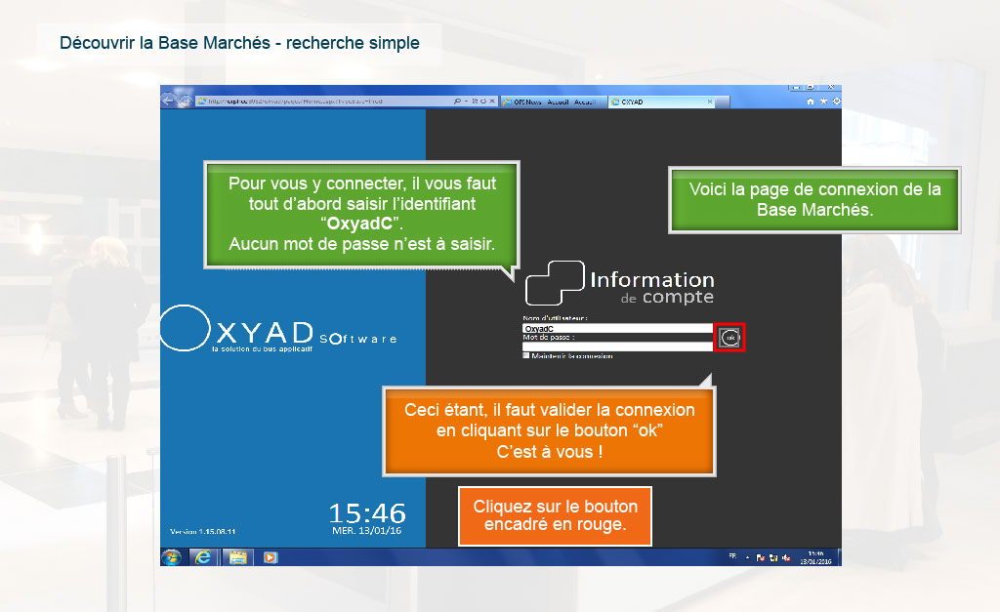 Découvrir la Base Marchés - recherche simple
OPI News - Accueil - Accueil
OXYAD
Pour vous y connecter, il vous faut
tout d’abord saisir l’identifiant
“OxyadC”.
Aucun mot de passe n’est à saisir.
Voici la page de connexion de la
Base Marchés.
Information
de compte
OXYAD SOftware
la solution du bus applicatif
Nom d'utilisateur :
OxyadC
Mot de passe :
ok
Maintenir la connexion
Ceci étant, il faut valider la connexion
en cliquant sur le bouton “ok”
C’est à vous !
Cliquez sur le bouton
encadré en rouge.
15:46
MER. 13/01/16
Version 1.15.08.11
FR
15:46
13/01/2016